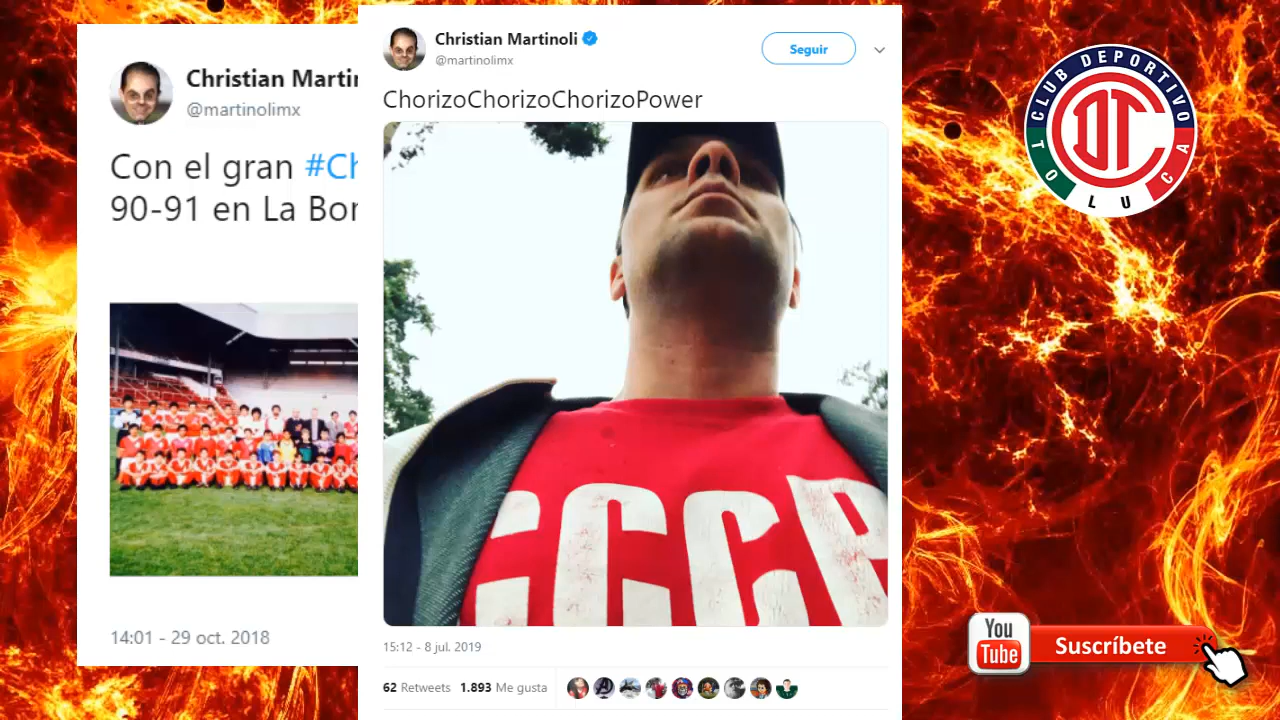 Christian Martin
@martinolimx
Con el gran #Ch
90-91 en La Bor
14:01 - 29 oct. 2018
Christian Martinoli
@martinolimx
Seguir
ChorizoChorizoChorizoPower
CCCP
15:12 - 8 jul. 2019
62 Retweets 1.893 Me gusta
CLUB DEPORTIVO
TOLUCA
DTC
You
Tube
Suscríbete